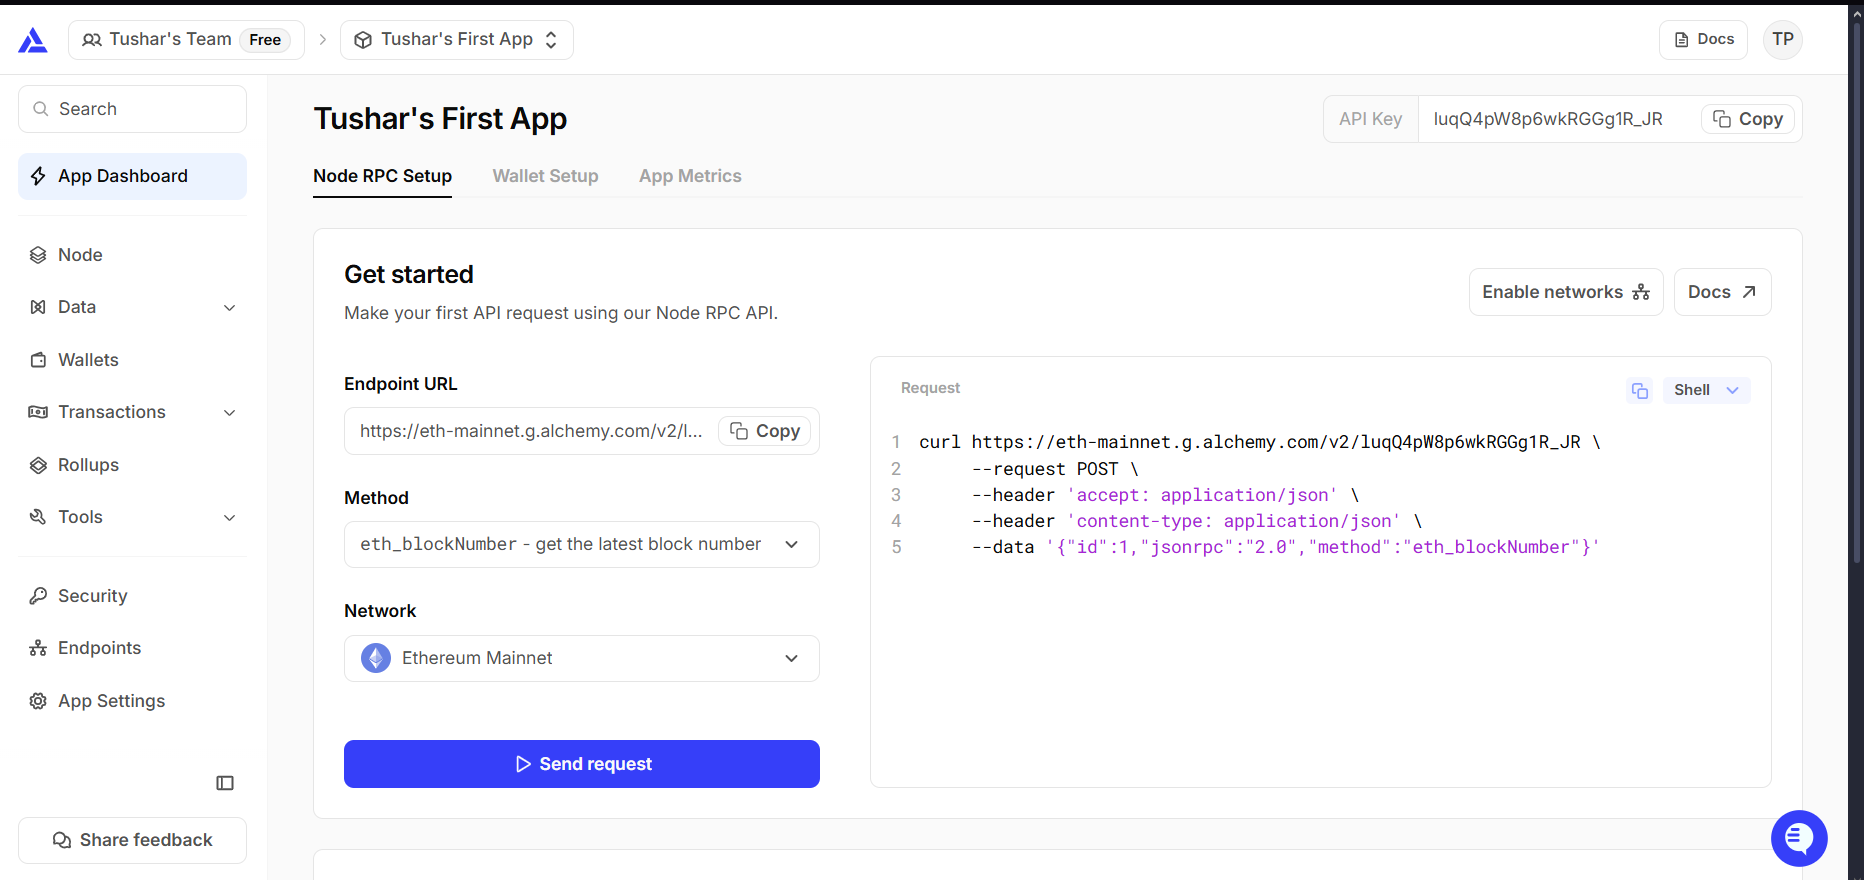 Tushar's Team Free
Tushar's First App
Docs
TP
Search
App Dashboard
Node
Data
Wallets
Transactions
Rollups
Tools
Security
Endpoints
App Settings
Share feedback
Tushar's First App
API Key luqQ4pW8p6wkRGGg1R_JR Copy
Node RPC Setup Wallet Setup App Metrics
Get started
Make your first API request using our Node RPC API.
Enable networks
Docs
Endpoint URL
https://eth-mainnet.g.alchemy.com/v2/l... Copy
Method
eth_blockNumber - get the latest block number
Network
Ethereum Mainnet
Send request
Request
Shell
1 curl https://eth-mainnet.g.alchemy.com/v2/luqQ4pW8p6wkRGGg1R_JR \
2 --request POST \
3 --header 'accept: application/json' \
4 --header 'content-type: application/json' \
5 --data '{"id":1,"jsonrpc":"2.0","method":"eth_blockNumber"}'